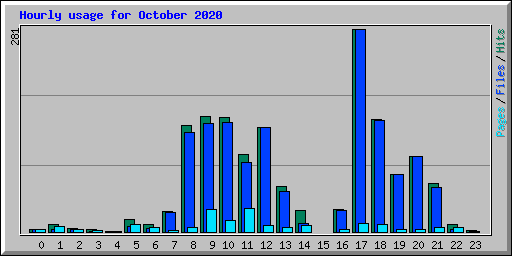 Hourly usage for October 2020
281
Pages/Files/Hits
0 1 2 3 4 5 6 7 8 9 10 11 12 13 14 15 16 17 18 19 20 21 22 23